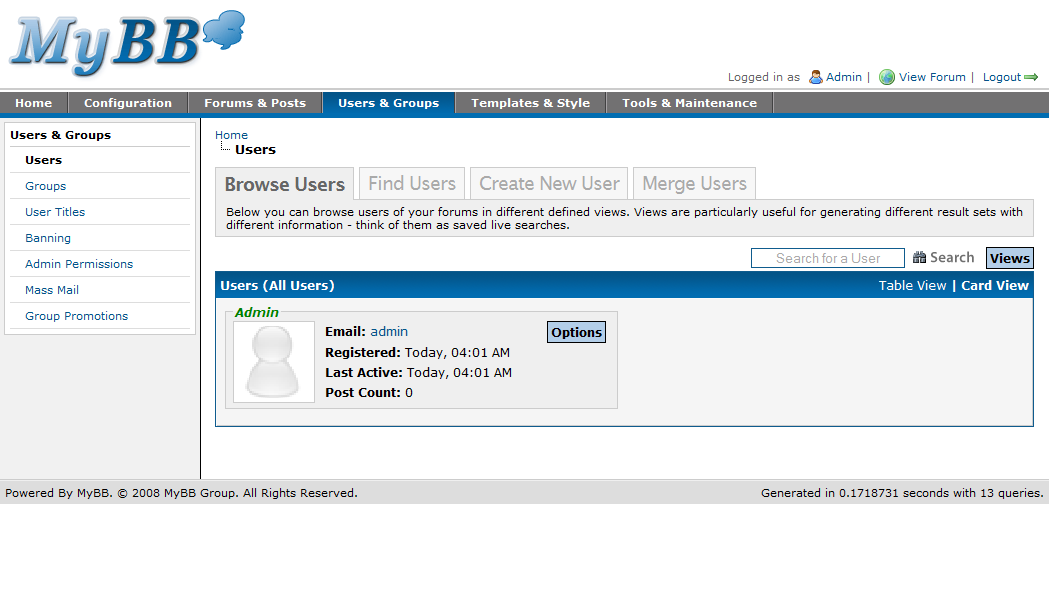 MyBB
Logged in as Admin | View Forum | Logout
Home Configuration Forums & Posts Users & Groups Templates & Style Tools & Maintenance
Users & Groups
Users
Groups
User Titles
Banning
Admin Permissions
Mass Mail
Group Promotions
Home
Users
Browse Users Find Users Create New User Merge Users
Below you can browse users of your forums in different defined views. Views are particularly useful for generating different result sets with
different information - think of them as saved live searches.
Search for a User Search Views
Users (All Users) Table View | Card View
Admin
Email: admin Options
Registered: Today, 04:01 AM
Last Active: Today, 04:01 AM
Post Count: 0
Powered By MyBB. © 2008 MyBB Group. All Rights Reserved. Generated in 0.1718731 seconds with 13 queries.